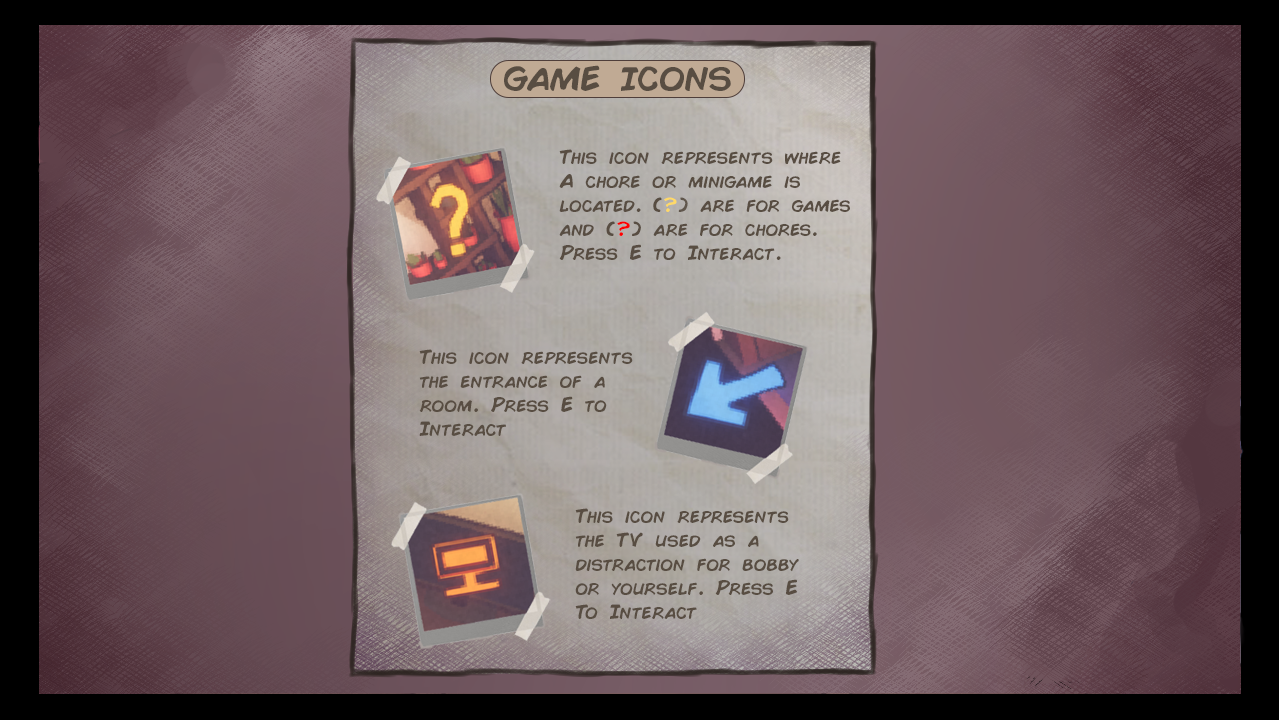 GAME ICONS
THIS ICON REPRESENTS WHERE
A CHORE OR MINIGAME IS
LOCATED. (?) ARE FOR GAMES
AND (?) ARE FOR CHORES.
PRESS E TO INTERACT.
?
THIS ICON REPRESENTS
THE ENTRANCE OF A
ROOM. PRESS E TO
INTERACT
THIS ICON REPRESENTS
THE TV USED AS A
DISTRACTION FOR BOBBY
OR YOURSELF. PRESS E
TO INTERACT